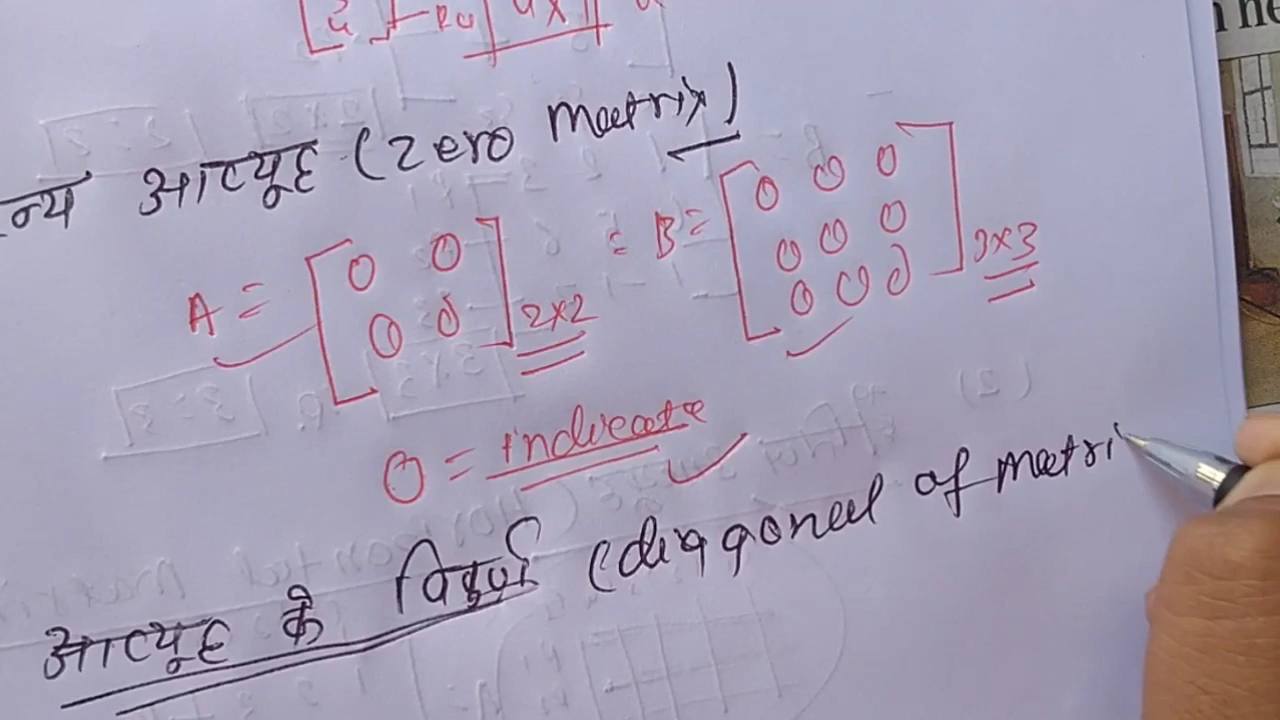 न्य आव्यूह (Zero matrix)
A = [0 0 0 0] 2×2 = B = [0 0 0 0 0 0 0 0 0] 3×3
0 = indicate
आव्यूह के विकर्ण (diagonal of matri